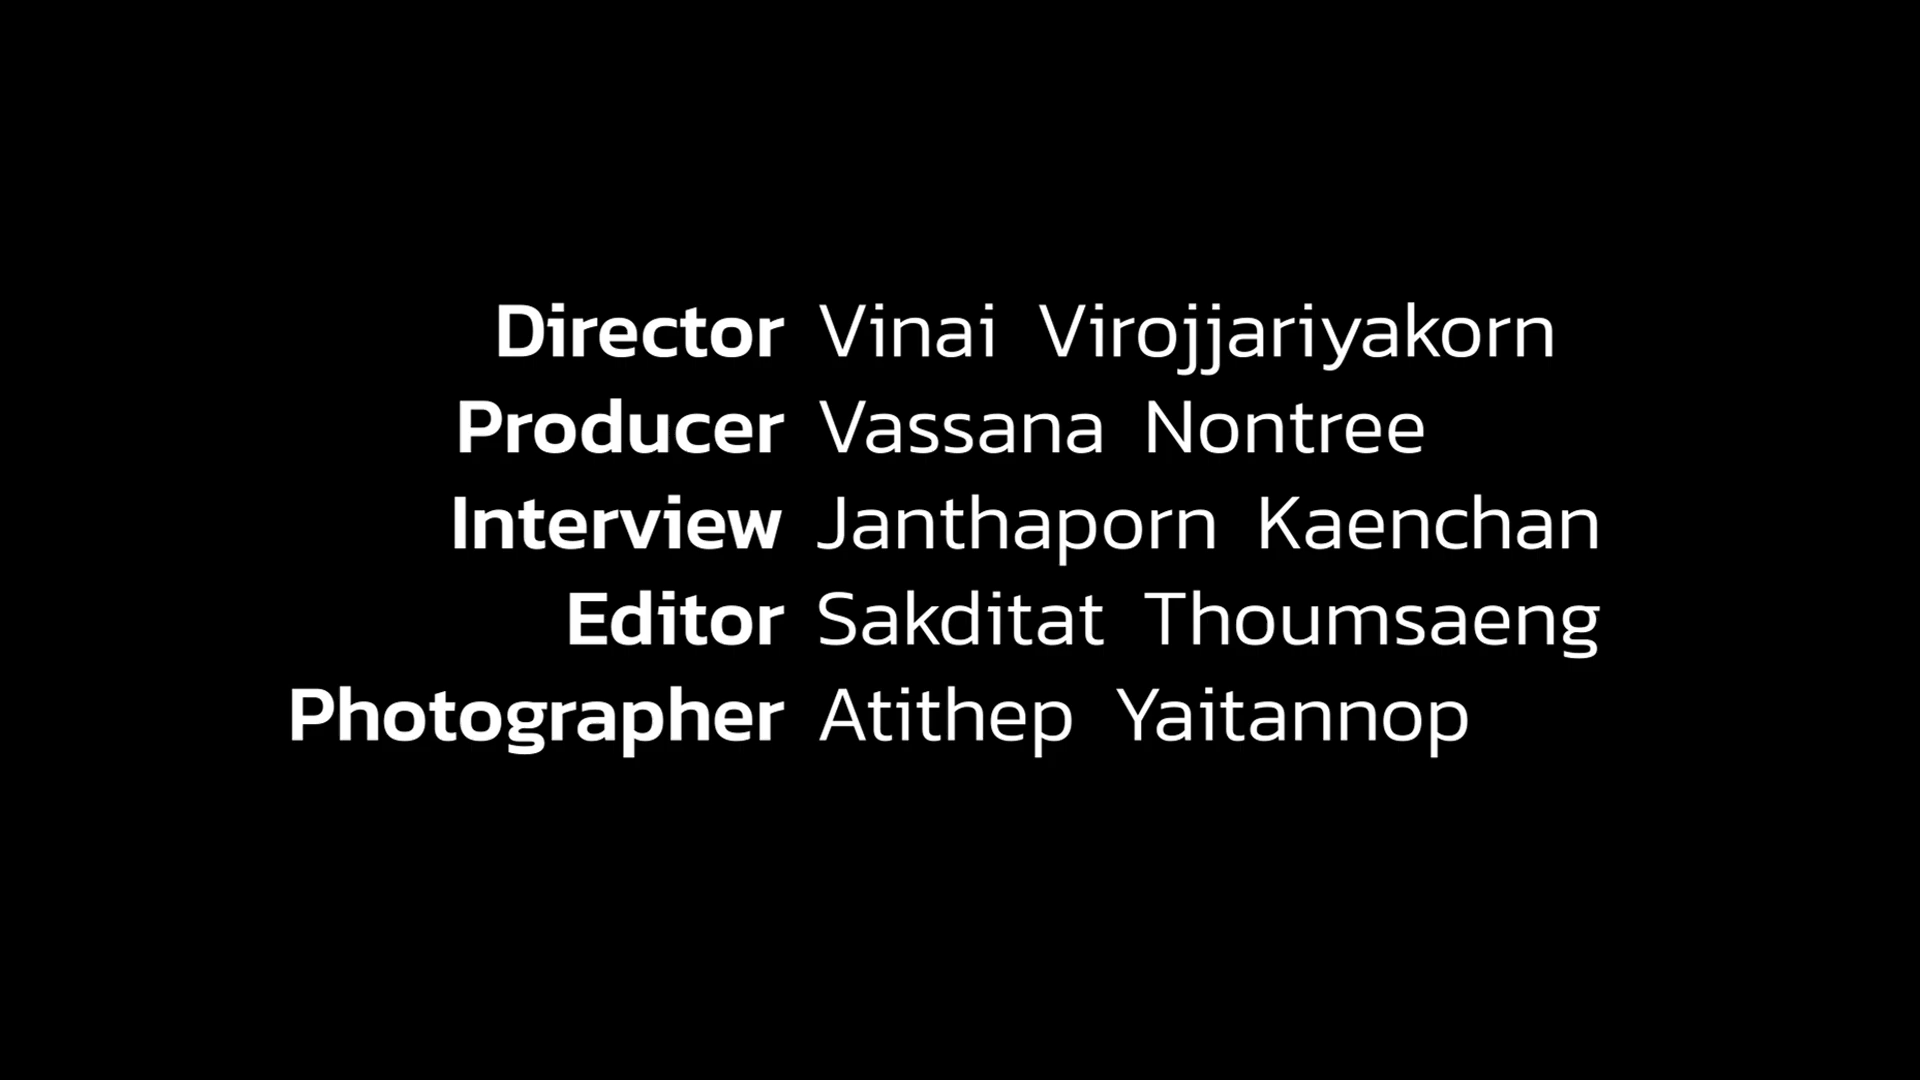 Director Vinai Virojjariyakorn
Producer Vassana Nontree
Interview Janthaporn Kaenchan
Editor Sakditat Thoumsaeng
Photographer Atithep Yaitannop